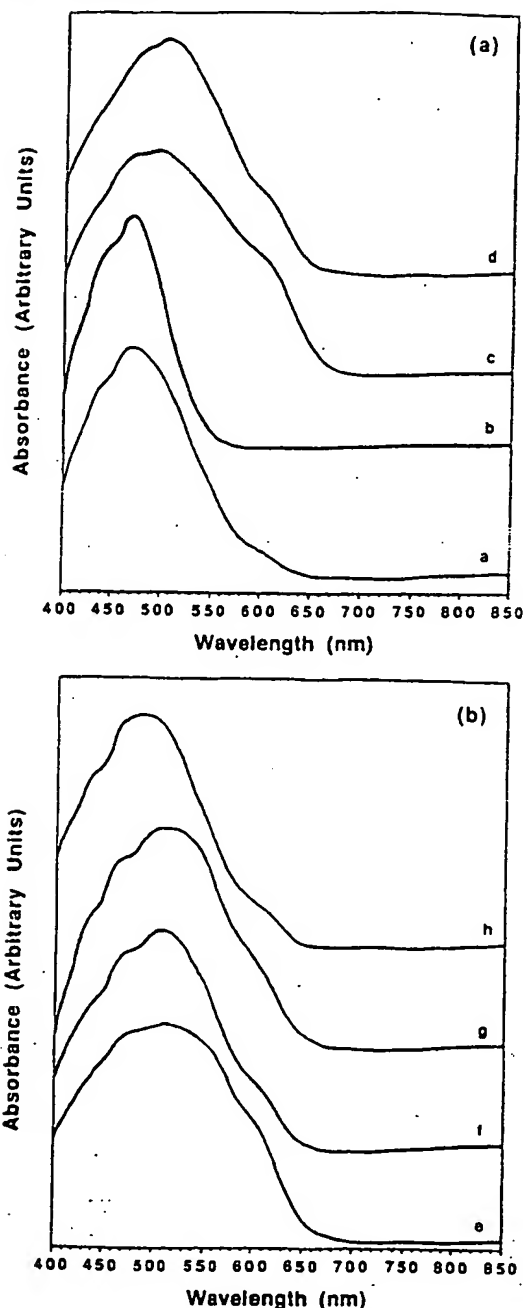 (a)
Absorbance (Arbitrary Units)
d
c
b
a
400 450 500 550 600 650 700 750 800 850
Wavelength (nm)
(b)
Absorbance (Arbitrary Units)
h
g
f
e
400 450 500 550 600 650 700 750 800 850
Wavelength (nm)